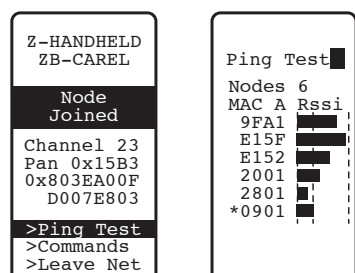 Z-HANDHELD
ZB-CAREL
Node
Joined
Channel 23
Pan 0x15B3
0x803EA00F
D007E803
>Ping Test
>Commands
>Leave Net
Ping Test
Nodes 6
MAC A Rssi
9FA1
E15F
E152
2001
2801
*0901